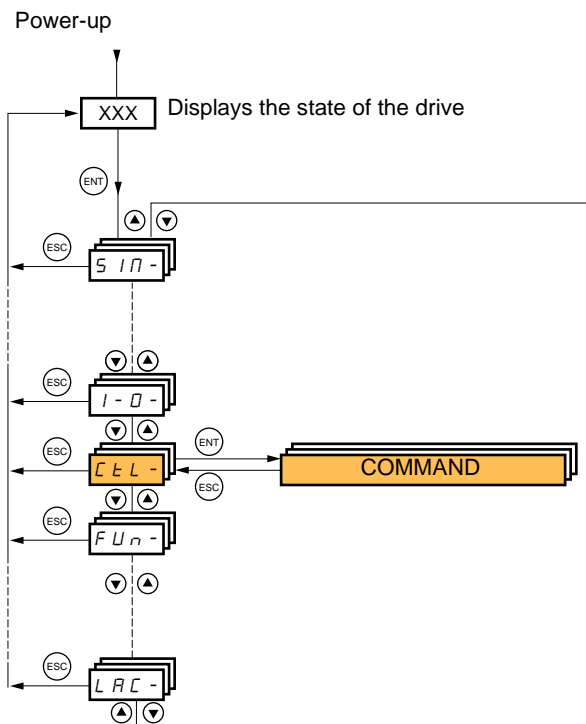 Power-up
XXX Displays the state of the drive
ENT
ESC
SIM-
ESC
I-O-
ESC
ENT
CtL-
COMMAND
ESC
ESC
FUn-
ESC
LAC-